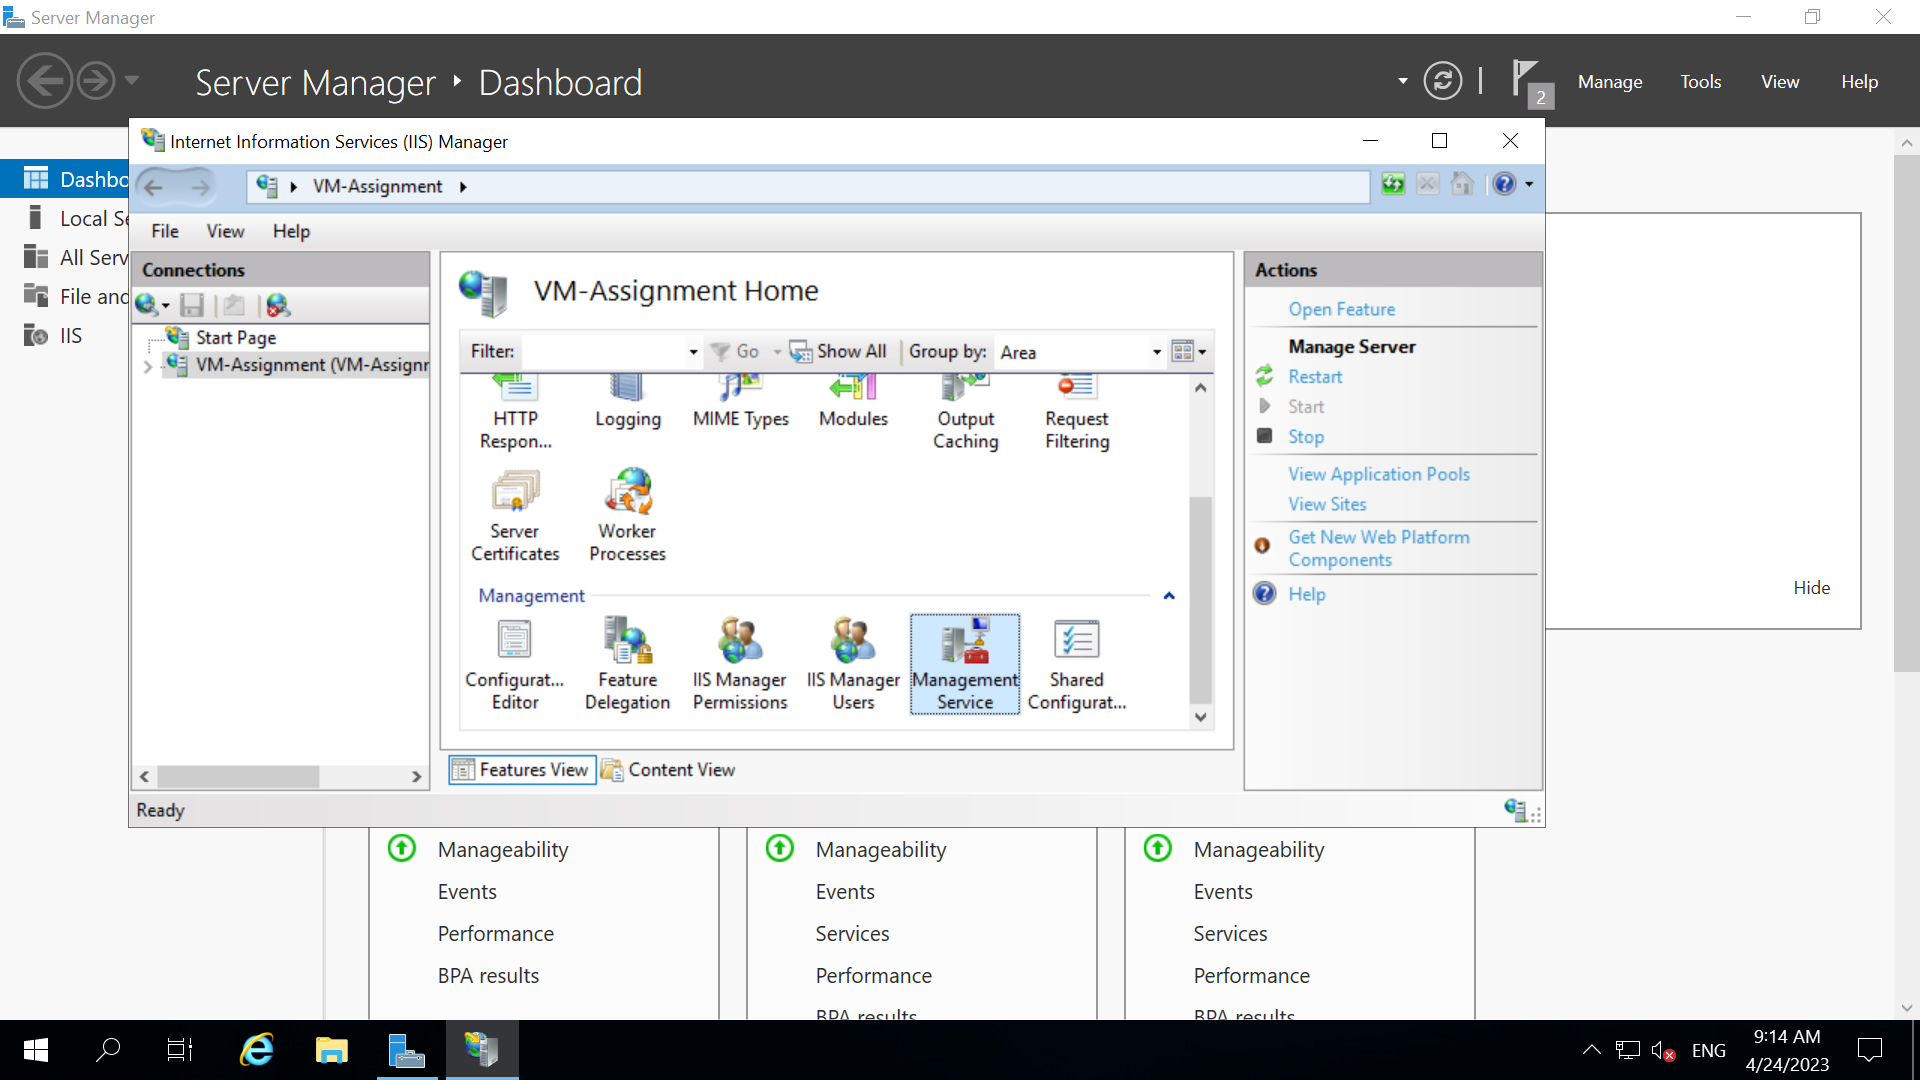 Server Manager
Server Manager Dashboard
2
Manage Tools View Help
Internet Information Services (IIS) Manager
VM-Assignment
File View Help
Dashbo
Local Se
All Serv
File and
IIS
Connections
Start Page
VM-Assignment (VM-Assignr
VM-Assignment Home
Filter: Go Show All Group by: Area
HTTP
Respon...
Logging
MIME Types
Modules
Output
Caching
Request
Filtering
Server
Certificates
Worker
Processes
Management
Configurat...
Editor
Feature
Delegation
IIS Manager
Permissions
IIS Manager
Users
Management
Service
Shared
Configurat...
Features View Content View
Actions
Open Feature
Manage Server
Restart
Start
Stop
View Application Pools
View Sites
Get New Web Platform
Components
Help
Hide
Ready
Manageability
Events
Performance
BPA results
Manageability
Events
Services
Performance
BPA results
Manageability
Events
Services
Performance
BPA results
ENG
9:14 AM
4/24/2023